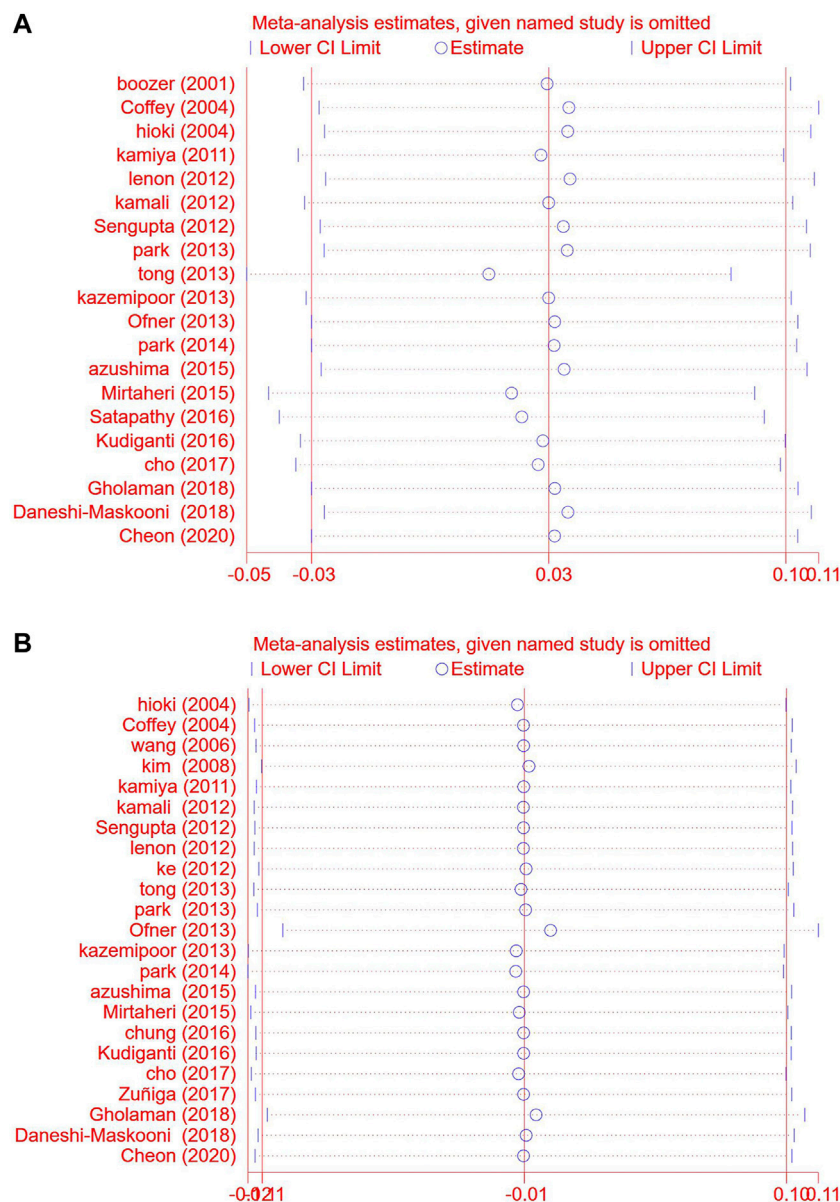 A
Meta-analysis estimates, given named study is omitted
| Lower CI Limit ○Estimate | Upper CI Limit
boozer (2001)
Coffey (2004)
hioki (2004)
kamiya (2011)
lenon (2012)
kamali (2012)
Sengupta (2012)
park (2013)
tong (2013)
kazemipoor (2013)
Ofner (2013)
park (2014)
azushima (2015)
Mirtaheri (2015)
Satapathy (2016)
Kudiganti (2016)
cho (2017)
Gholaman (2018)
Daneshi-Maskooni (2018)
Cheon (2020)
-0.05 -0.03 0.03 0.10 0.11
B
Meta-analysis estimates, given named study is omitted
| Lower CI Limit ○Estimate | Upper CI Limit
hioki (2004)
Coffey (2004)
wang (2006)
kim (2008)
kamiya (2011)
kamali (2012)
Sengupta (2012)
lenon (2012)
ke (2012)
tong (2013)
park (2013)
Ofner (2013)
kazemipoor (2013)
park (2014)
azushima (2015)
Mirtaheri (2015)
chung (2016)
Kudiganti (2016)
cho (2017)
Zuñiga (2017)
Gholaman (2018)
Daneshi-Maskooni (2018)
Cheon (2020)
-0.01 0.10 0.11